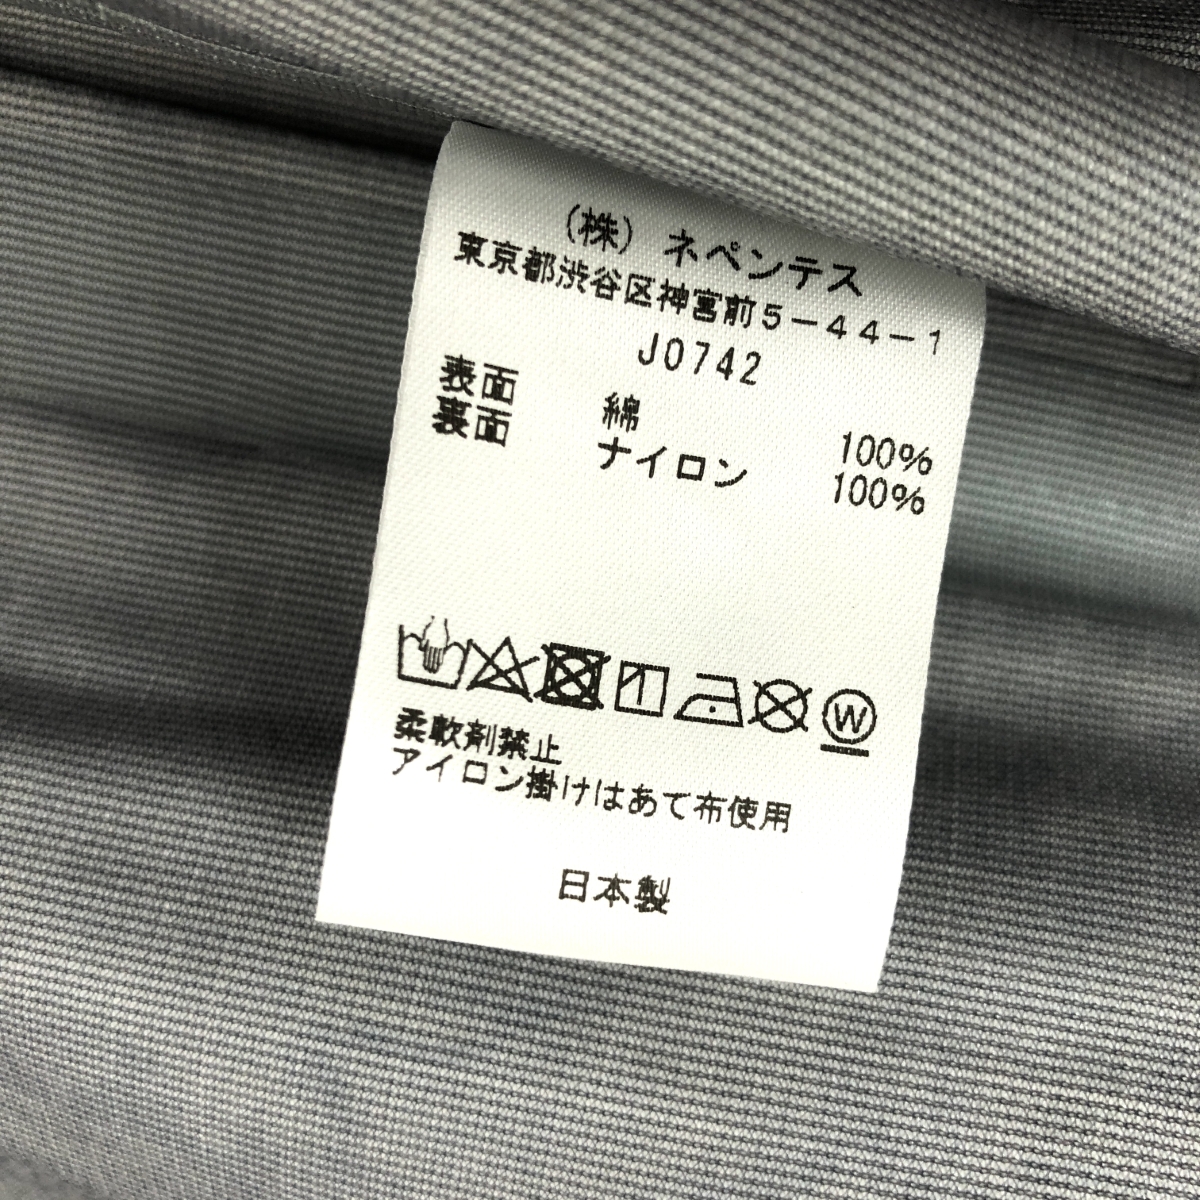 (株) ネペンテス
東京都渋谷区神宮前5-44-1
J0742
表面 綿 100%
裏面 ナイロン 100%
W
柔軟剤禁止
アイロン掛けはあて布使用
日本製